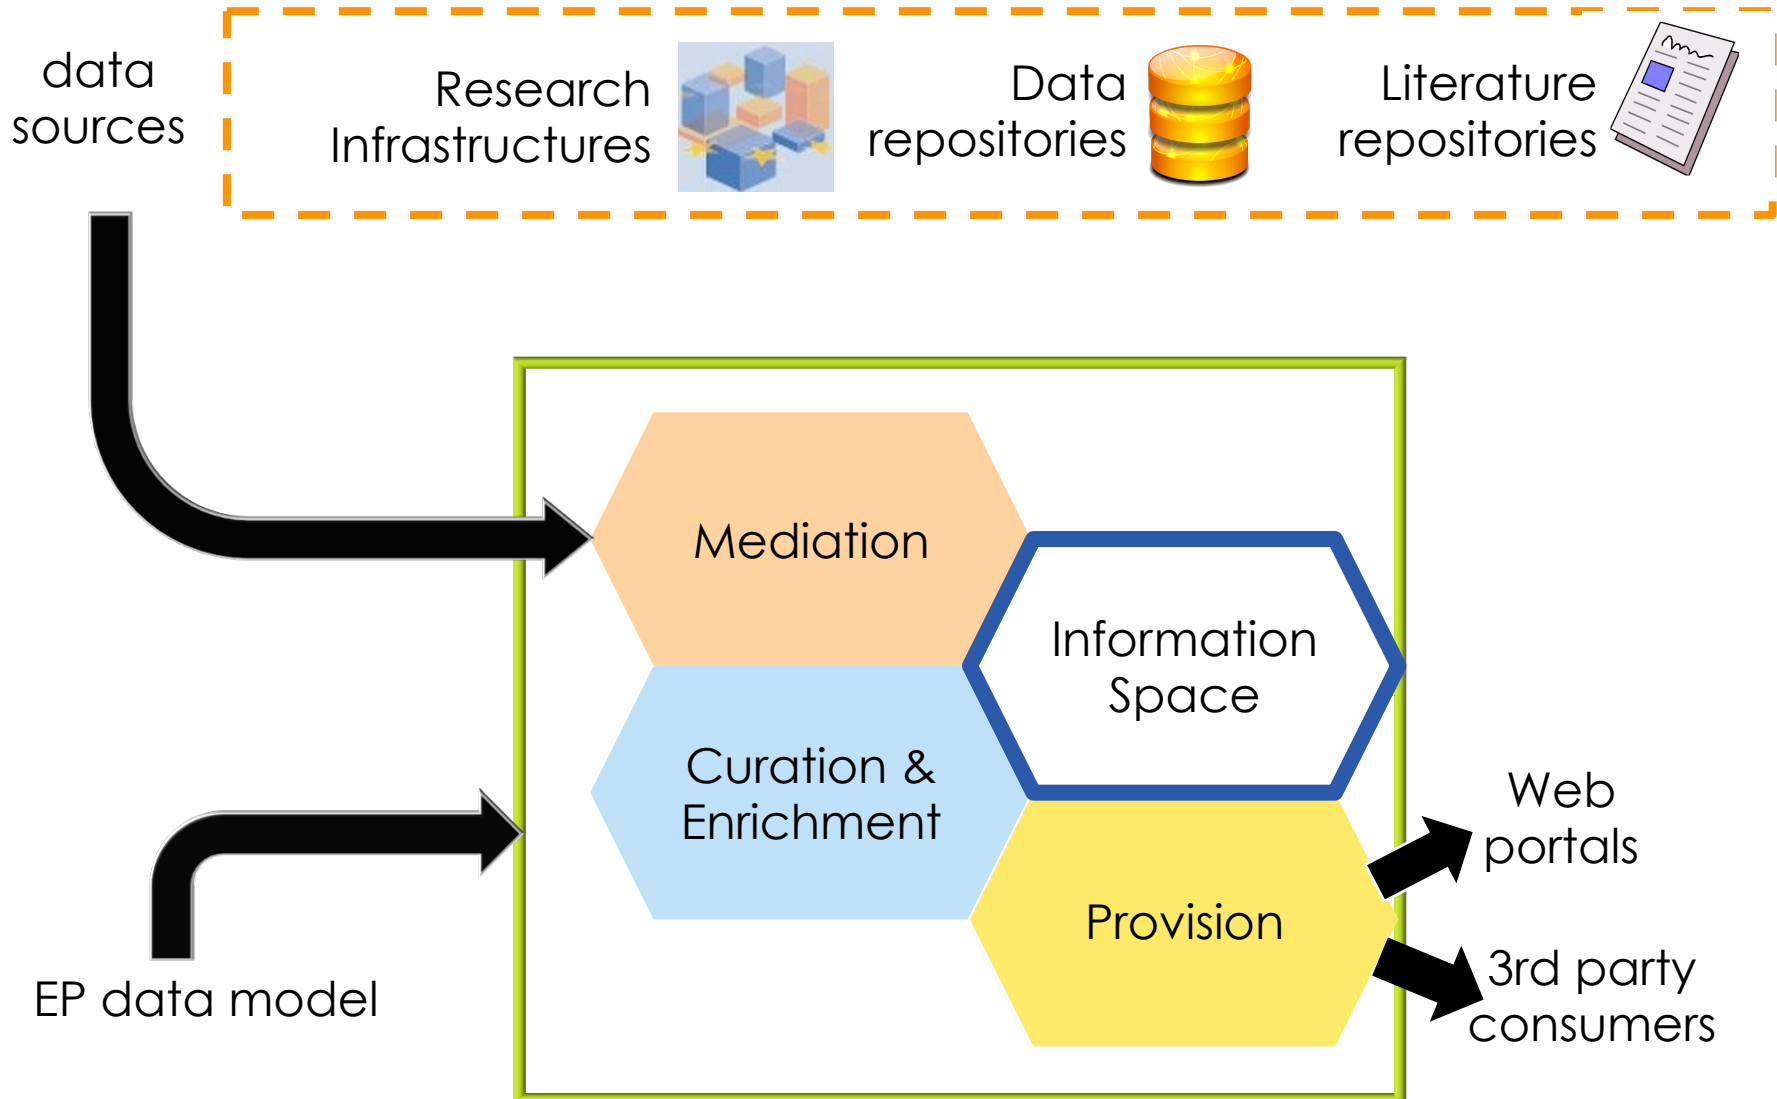 data
sources
Research
Infrastructures
Data
repositories
Literature
repositories
Mediation
Information
Space
Curation &
Enrichment
Provision
Web
portals
3rd party
consumers
EP data model